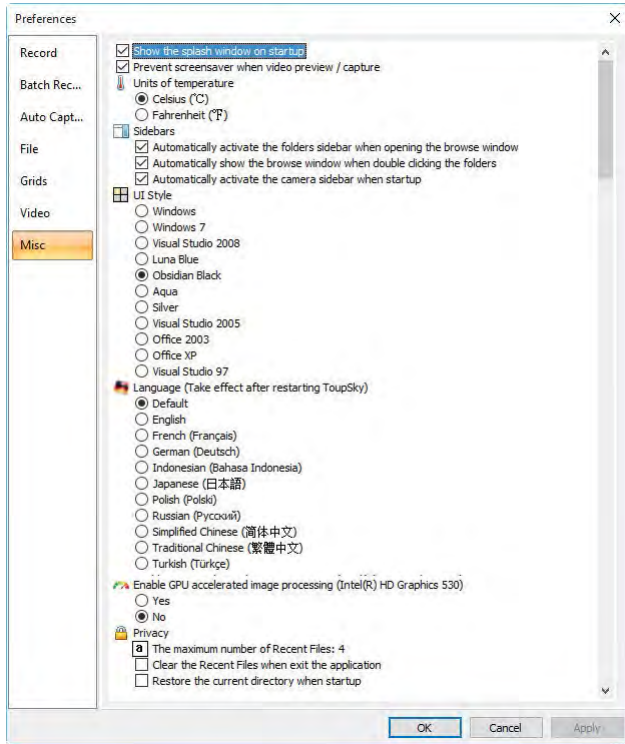 Preferences
Record
Batch Rec...
Auto Capt...
File
Grids
Video
Misc
Show the splash window on startup
Prevent screensaver when video preview / capture
Units of temperature
Celsius (℃)
Fahrenheit (℉)
Sidebars
Automatically activate the folders sidebar when opening the browse window
Automatically show the browse window when double clicking the folders
Automatically activate the camera sidebar when startup
UI Style
Windows
Windows 7
Visual Studio 2008
Luna Blue
Obsidian Black
Aqua
Silver
Visual Studio 2005
Office 2003
Office XP
Visual Studio 97
Language (Take effect after restarting ToupSky)
Default
English
French (Français)
German (Deutsch)
Indonesian (Bahasa Indonesia)
Japanese (日本語)
Polish (Polski)
Russian (Русский)
Simplified Chinese (简体中文)
Traditional Chinese (繁體中文)
Turkish (Türkçe)
Enable GPU accelerated image processing (Intel(R) HD Graphics 530)
Yes
No
Privacy
a The maximum number of Recent Files: 4
Clear the Recent Files when exit the application
Restore the current directory when startup
OK Cancel Apply